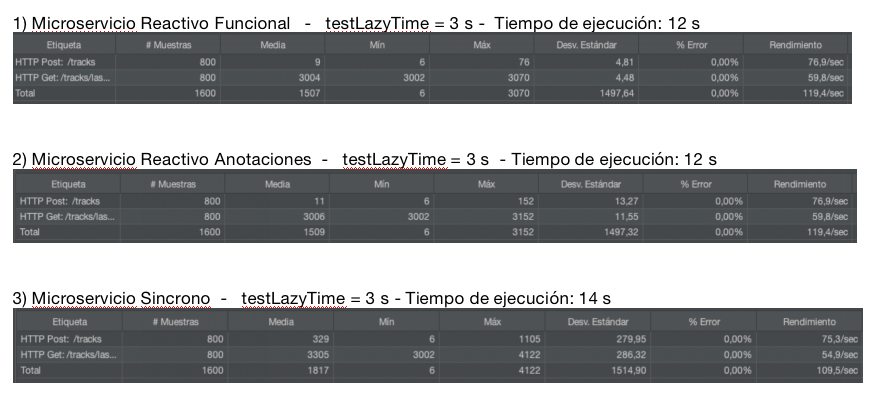 1) Microservicio Reactivo Funcional - testLazyTime = 3 s - Tiempo de ejecución: 12 s
Etiqueta # Muestras Media Mín Máx Desv. Estándar % Error Rendimiento
HTTP Post: /tracks 800 9 6 76 4,81 0,00% 76,9/sec
HTTP Get: /tracks/las... 800 3004 3002 3070 4,48 0,00% 59,8/sec
Total 1600 1507 6 3070 1497,64 0,00% 119,4/sec
2) Microservicio Reactivo Anotaciones - testLazyTime = 3 s - Tiempo de ejecución: 12 s
Etiqueta # Muestras Media Mín Máx Desv. Estándar % Error Rendimiento
HTTP Post: /tracks 800 11 6 152 13,27 0,00% 76,9/sec
HTTP Get: /tracks/las... 800 3006 3002 3152 11,55 0,00% 59,8/sec
Total 1600 1509 6 3152 1497,32 0,00% 119,4/sec
3) Microservicio Sincrono - testLazyTime = 3 s - Tiempo de ejecución: 14 s
Etiqueta # Muestras Media Mín Máx Desv. Estándar % Error Rendimiento
HTTP Post: /tracks 800 329 6 1105 279,95 0,00% 75,3/sec
HTTP Get: /tracks/las... 800 3305 3002 4122 286,32 0,00% 54,9/sec
Total 1600 1817 6 4122 1514,90 0,00% 109,5/sec